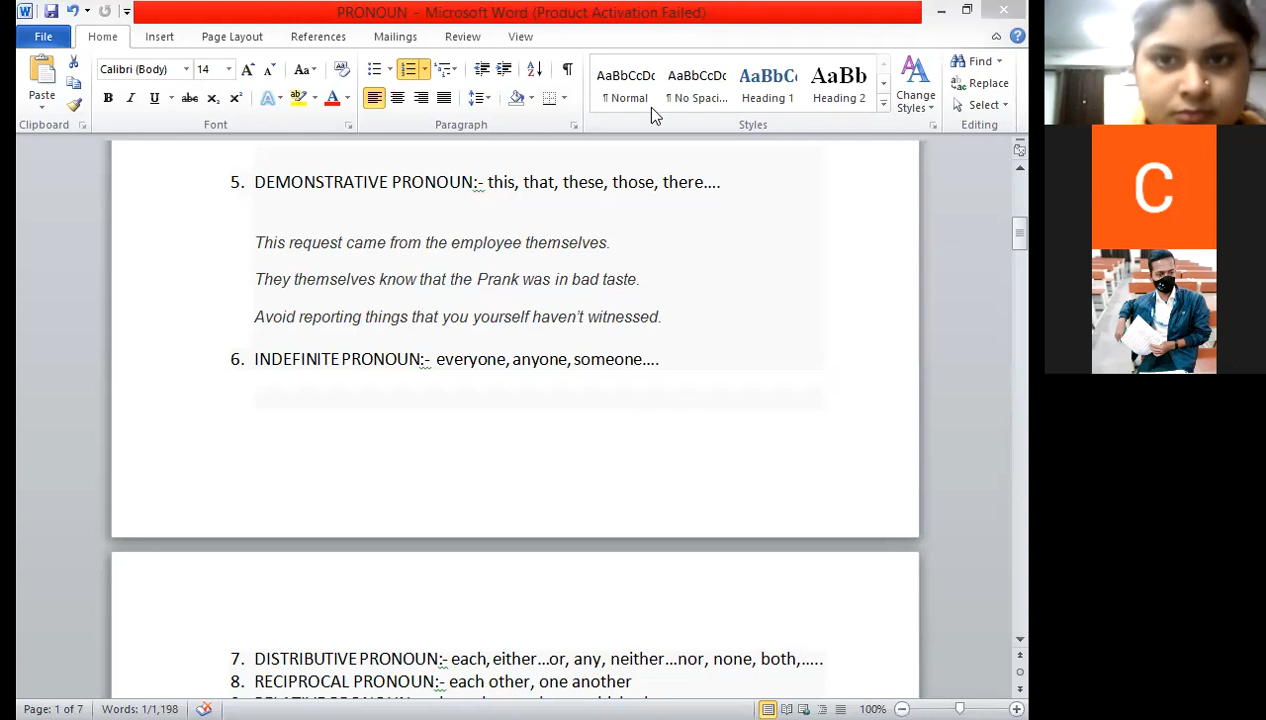 PRONOUN - Microsoft Word (Product Activation Failed)
File Home Insert Page Layout References Mailings Review View
Calibri (Body) 14 Aa
B I U abc x₂ x² A A
AaBbCcDc AaBbCcDc AaBbC AaBb
¶ Normal ¶ No Spaci... Heading 1 Heading 2
Paste
Change Styles
Find
Replace
Select
Clipboard Font Paragraph Styles Editing
5. DEMONSTRATIVE PRONOUN:- this, that, these, those, there....
This request came from the employee themselves.
They themselves know that the Prank was in bad taste.
Avoid reporting things that you yourself haven't witnessed.
6. INDEFINITE PRONOUN:- everyone, anyone, someone....
7. DISTRIBUTIVE PRONOUN:- each, either...or, any, neither...nor, none, both,.....
8. RECIPROCAL PRONOUN:- each other, one another
Page: 1 of 7 Words: 1/1,198 100%
C